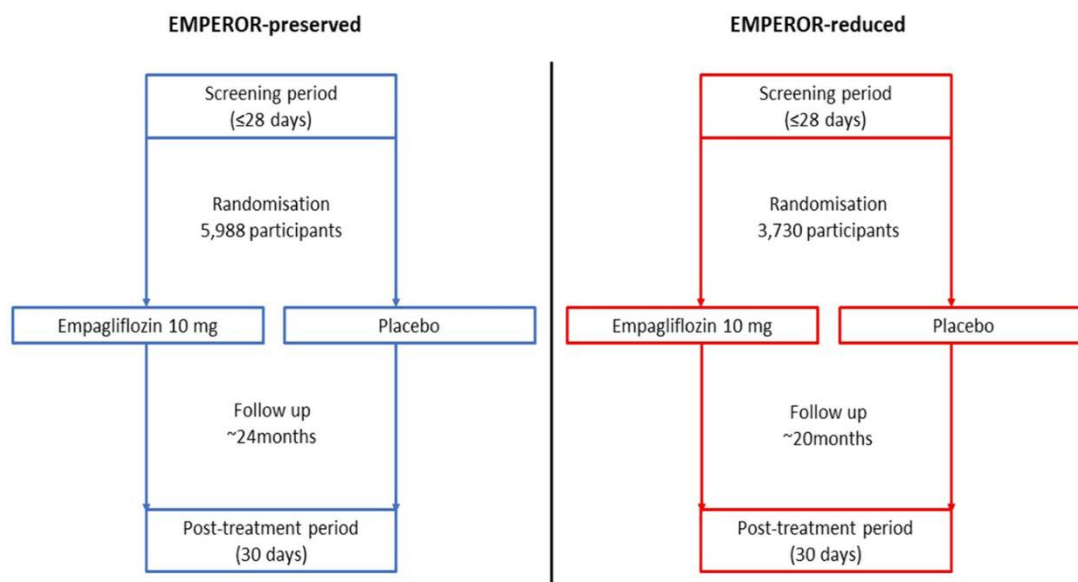 EMPEROR-preserved
Screening period
(≤28 days)
Randomisation
5,988 participants
Empagliflozin 10 mg
Placebo
Follow up
~24months
Post-treatment period
(30 days)
EMPEROR-reduced
Screening period
(≤28 days)
Randomisation
3,730 participants
Empagliflozin 10 mg
Placebo
Follow up
~20months
Post-treatment period
(30 days)